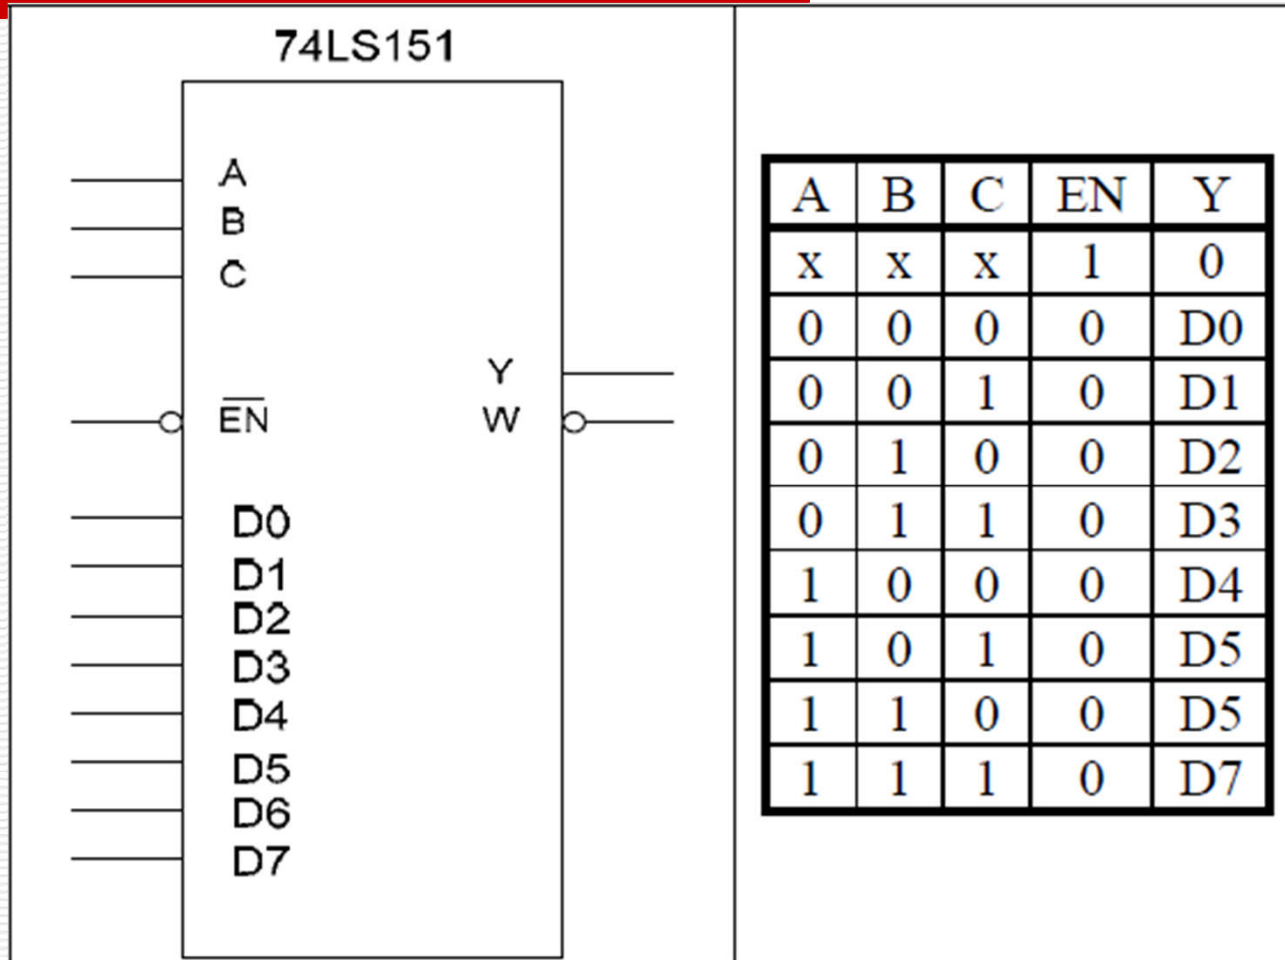 74LS151
A
B
C
Y
E̅N̅
W
D0
D1
D2
D3
D4
D5
D6
D7
A B C EN Y
x x x 1 0
0 0 0 0 D0
0 0 1 0 D1
0 1 0 0 D2
0 1 1 0 D3
1 0 0 0 D4
1 0 1 0 D5
1 1 0 0 D5
1 1 1 0 D7